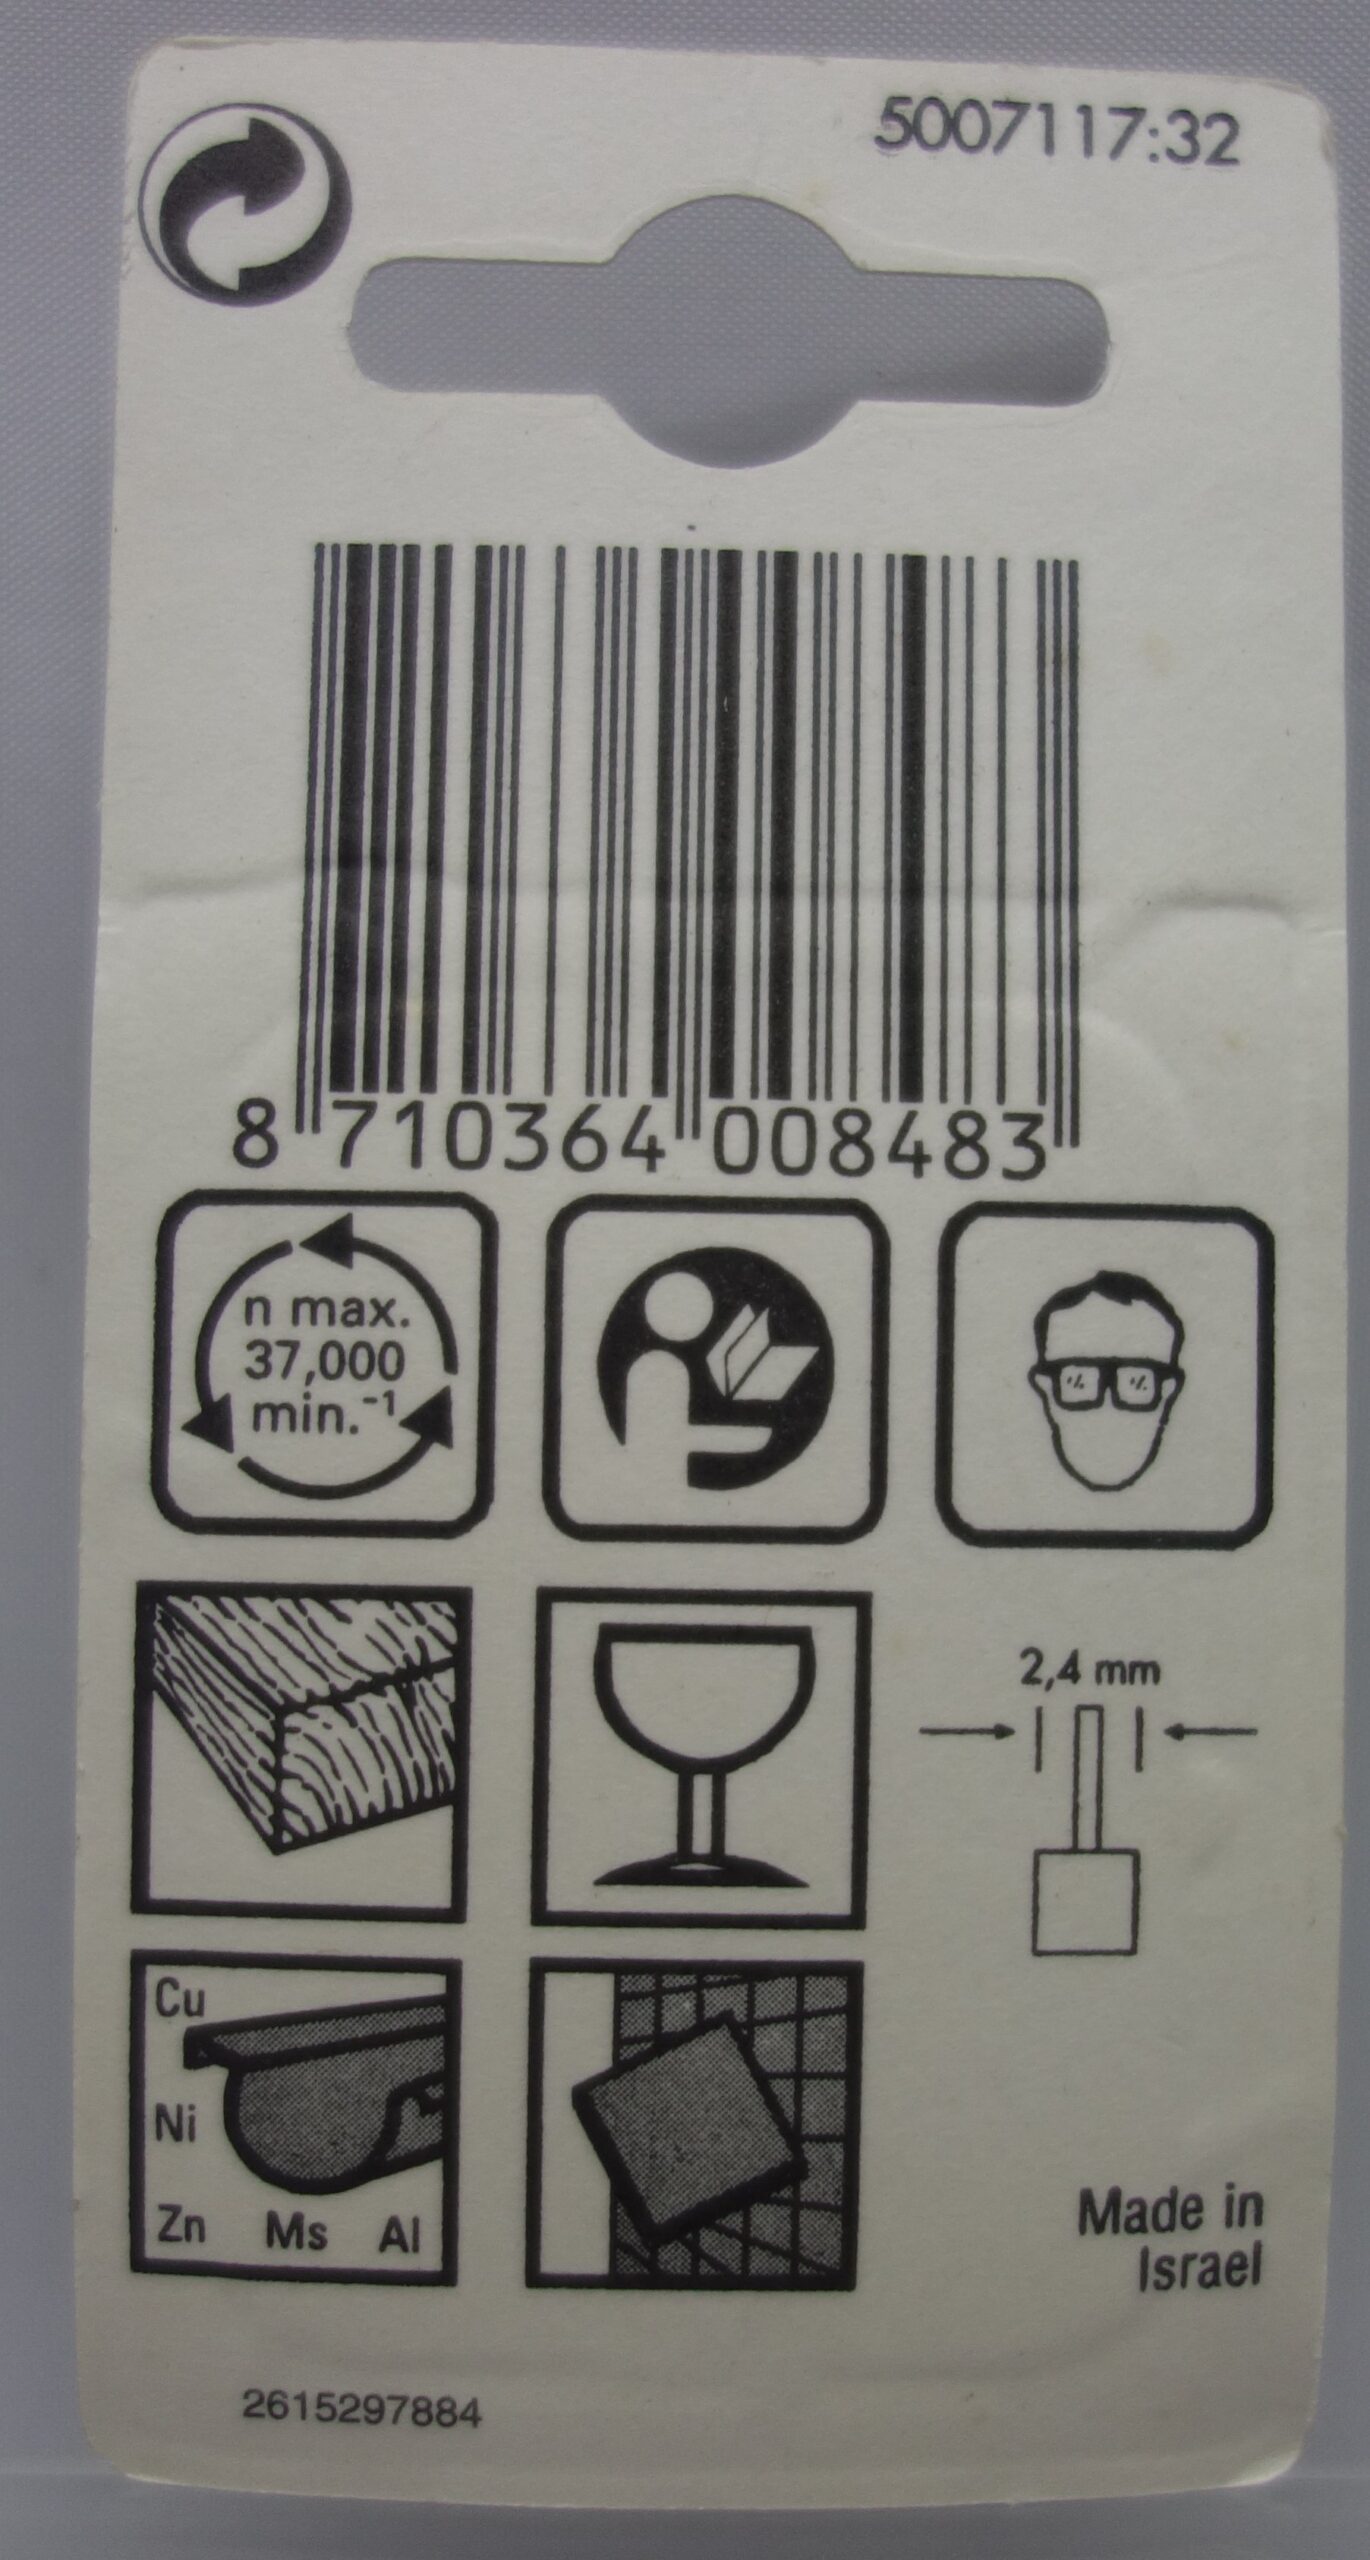 5007117:32
8 710364 008483
n max.
37,000
min.⁻¹
2,4 mm
Cu
Ni
Zn Ms Al
Made in
Israel
2615297884